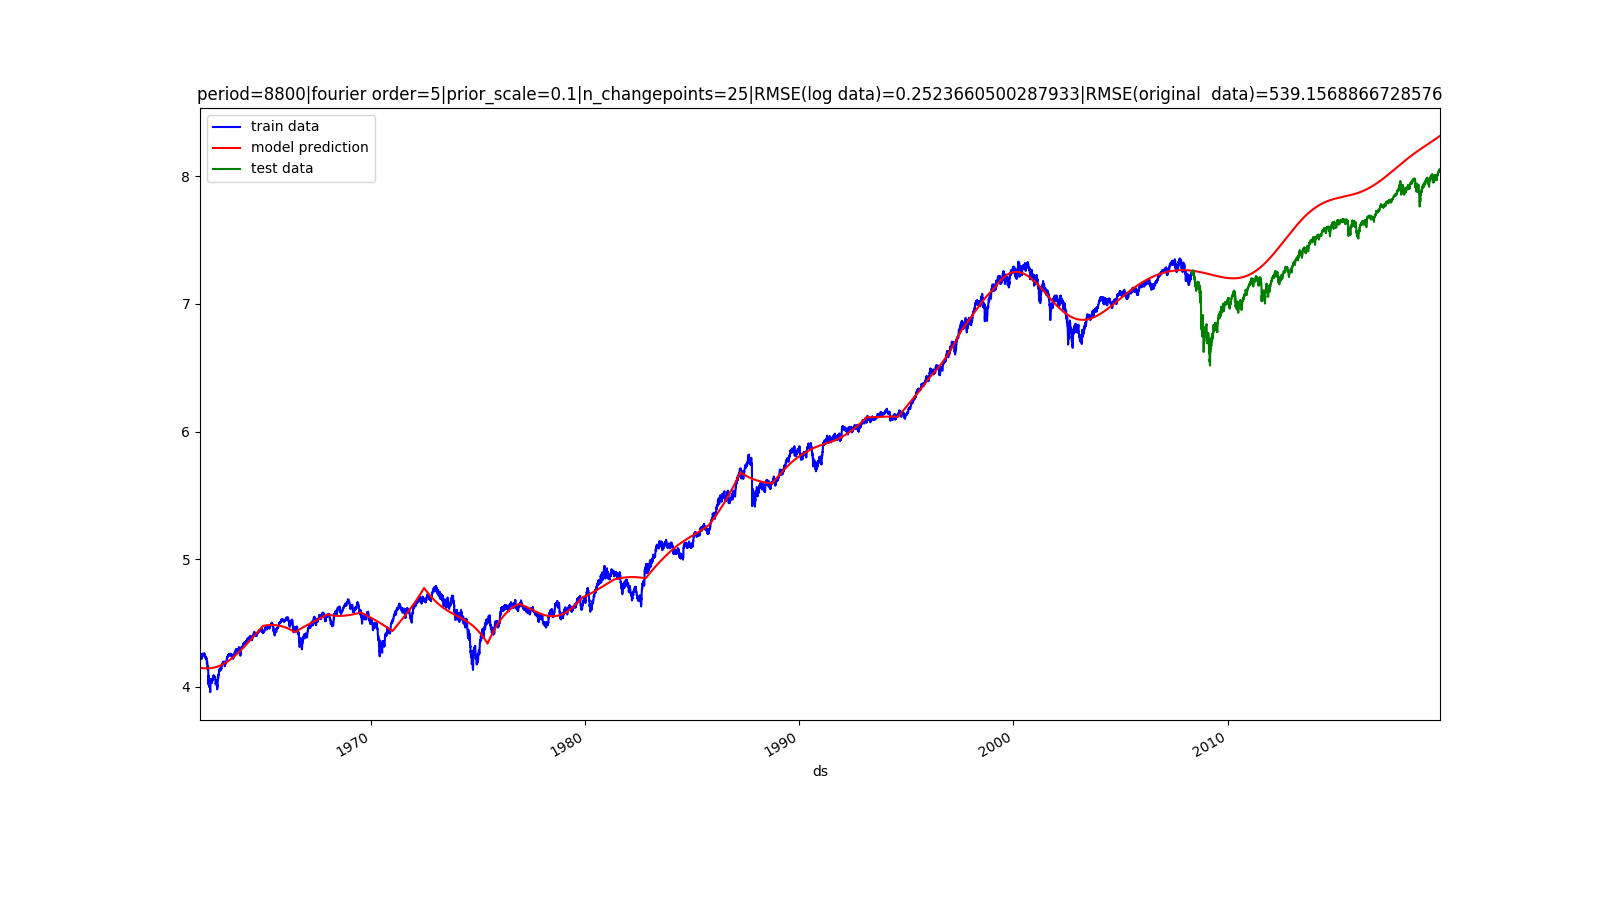 period=8800|fourier order=5|prior_scale=0.1|n_changepoints=25|RMSE(log data)=0.2523660500287933|RMSE(original  data)=539.1568866728576
train data
model prediction
test data
8
7
6
5
4
1970
1980
1990
2000
2010
ds